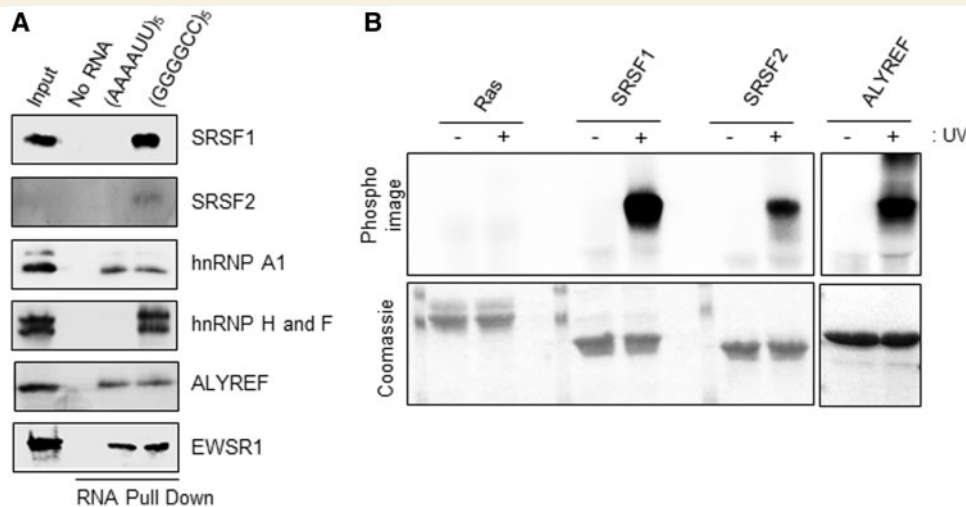 A
Input
No RNA
(AAAAUU)5
(GGGGCC)5
SRSF1
SRSF2
hnRNP A1
hnRNP H and F
ALYREF
EWSR1
RNA Pull Down
B
Ras
SRSF1
SRSF2
ALYREF
- + - + - + - + : UV
Phospho
image
Coomassie